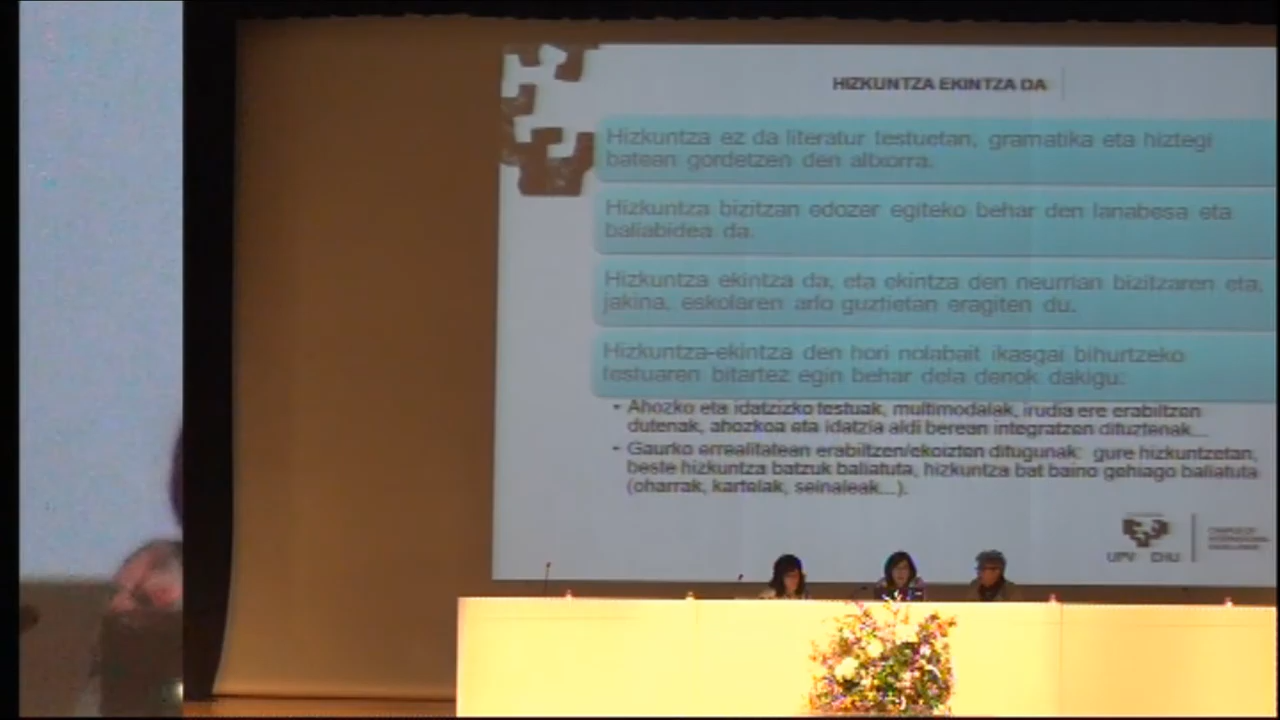 HIZKUNTZA EKINTZA DA
Hizkuntza ez da literatur testuetan, gramatika eta hiztegi
batean gordetzen den altxorra.
Hizkuntza bizitzan edozer egiteko behar den lanabesa eta
baliabidea da.
Hizkuntza ekintza da, eta ekintza den neurrian bizitzaren eta,
jakina, eskolaren arlo guztietan eragiten du.
Hizkuntza-ekintza den hori nolabait ikasgai bihurtzeko
testuaren bitartez egin behar dela denok dakigu:
• Ahozko eta idatzizko testuak, multimodalak, irudia ere erabiltzen
dutenak, ahozkoa eta idatzia aldi berean integratzen dituztenak...
• Gaurko errealitatean erabiltzen/ekoizten ditugunak: gure hizkuntzetan,
beste hizkuntza batzuk baliatuta, hizkuntza bat baino gehiago baliatuta
(oharrak, kartelak, seinaleak...).
UPV EHU